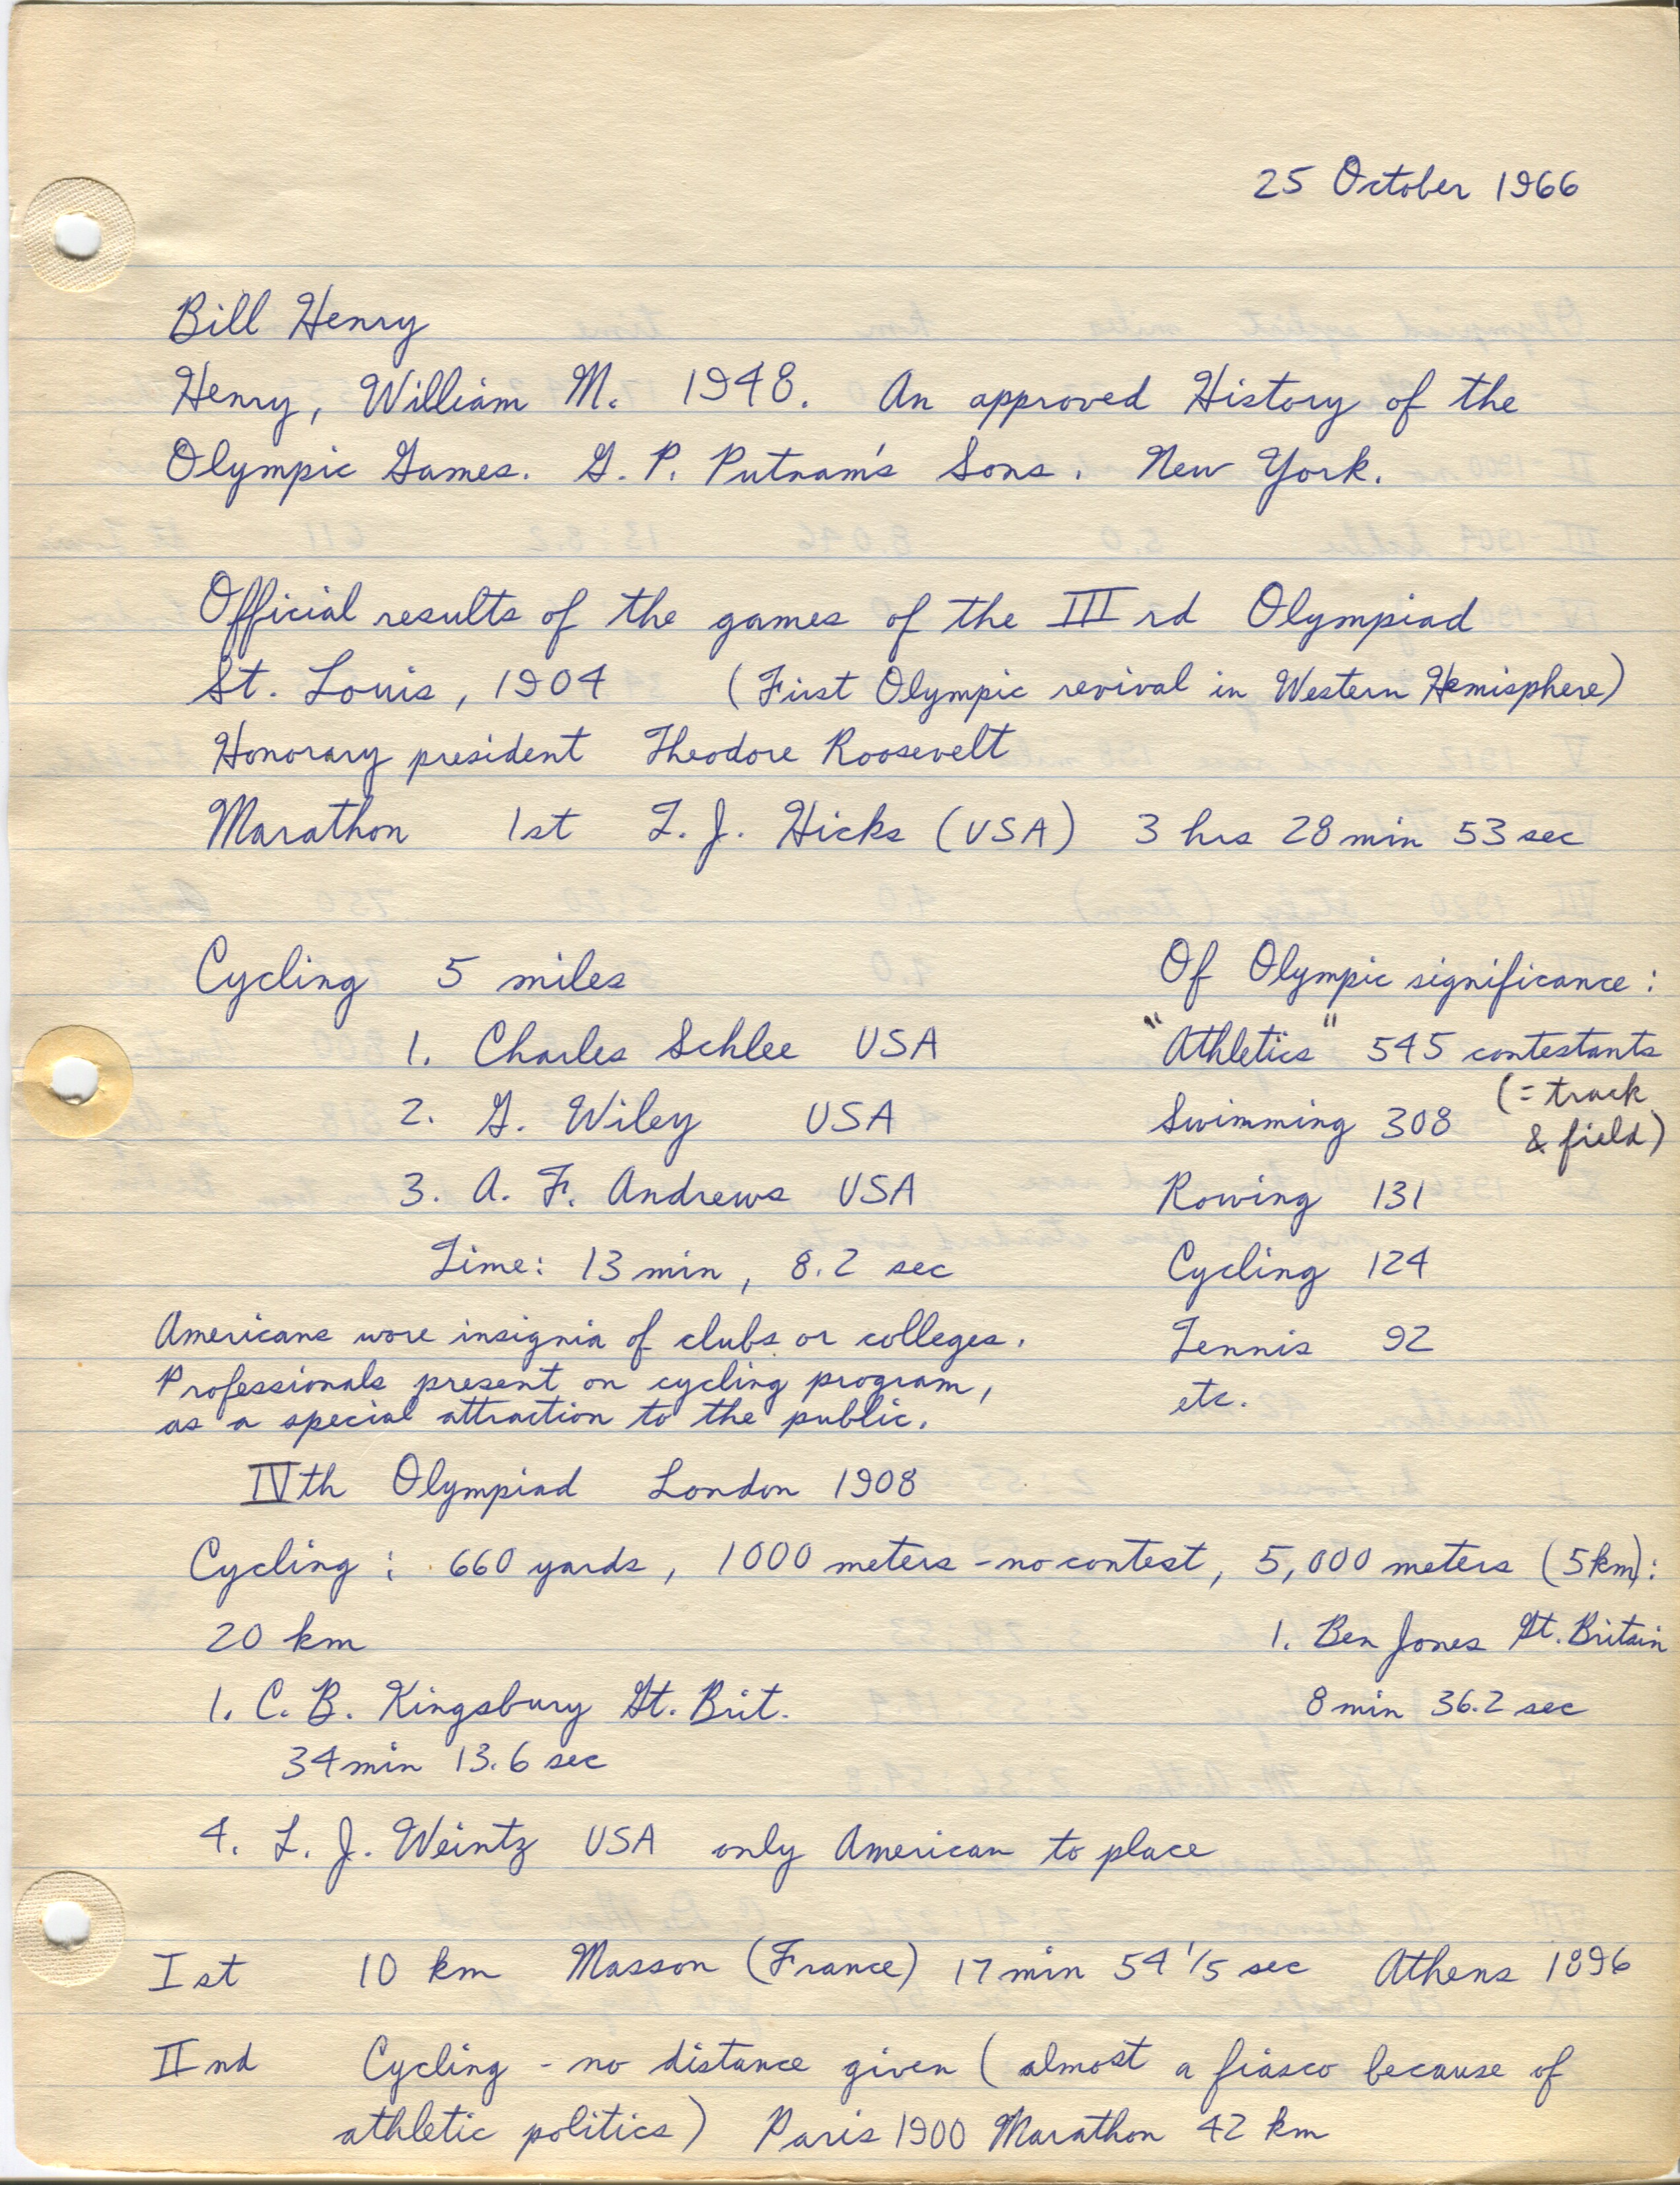 25 October 1966
Bill Henry
Henry, William M. 1948. An approved History of the
Olympic Games. G. P. Putnam's Sons. New York.
Official results of the games of the III rd Olympiad
St. Louis, 1904 (First Olympic revival in Western Hemisphere)
Honorary president Theodore Roosevelt
Marathon 1st T. J. Hicks (USA) 3 hrs 28 min 53 sec
Cycling 5 miles
1. Charles Schlee USA
2. G. Wiley USA
3. A. F. Andrews USA
Time: 13 min, 8.2 sec
Americans wore insignia of clubs or colleges.
Professionals present on cycling program,
as a special attraction to the public.
Of Olympic significance:
"Athletics" 545 contestants
(= track
& field)
Swimming 308
Rowing 131
Cycling 124
Tennis 92
etc.
IVth Olympiad London 1908
Cycling: 660 yards, 1000 meters - no contest, 5,000 meters (5km):
1. Ben Jones Gt. Britain
8 min 36.2 sec
20 km
1. C. B. Kingsbury Gt. Brit.
34 min 13.6 sec
4. L. J. Weintz USA only American to place
I st 10 km Masson (France) 17 min 54 1/5 sec Athens 1896
II nd Cycling - no distance given (almost a fiasco because of
athletic politics) Paris 1900 Marathon 42 km